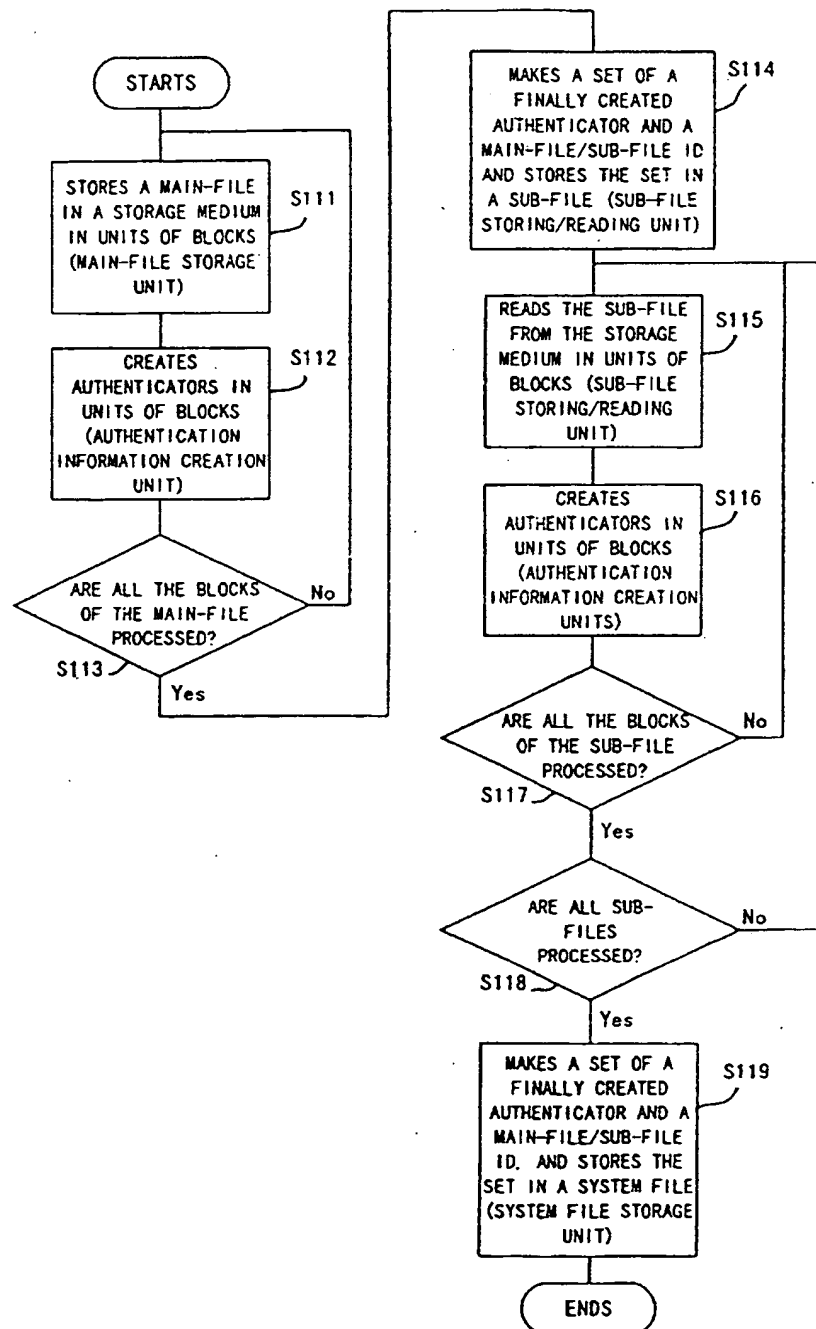 STARTS
STORES A MAIN-FILE
IN A STORAGE MEDIUM
IN UNITS OF BLOCKS
(MAIN-FILE STORAGE
UNIT)
S111
CREATES
AUTHENTICATORS IN
UNITS OF BLOCKS
(AUTHENTICATION
INFORMATION CREATION
UNIT)
S112
ARE ALL THE BLOCKS
OF THE MAIN-FILE
PROCESSED?
No
S113
Yes
MAKES A SET OF A
FINALLY CREATED
AUTHENTICATOR AND A
MAIN-FILE/SUB-FILE ID
AND STORES THE SET IN
A SUB-FILE (SUB-FILE
STORING/READING UNIT)
S114
READS THE SUB-FILE
FROM THE STORAGE
MEDIUM IN UNITS OF
BLOCKS (SUB-FILE
STORING/READING
UNIT)
S115
CREATES
AUTHENTICATORS IN
UNITS OF BLOCKS
(AUTHENTICATION
INFORMATION CREATION
UNITS)
S116
ARE ALL THE BLOCKS
OF THE SUB-FILE
PROCESSED?
No
S117
Yes
ARE ALL SUB-
FILES
PROCESSED?
No
S118
Yes
MAKES A SET OF A
FINALLY CREATED
AUTHENTICATOR AND A
MAIN-FILE/SUB-FILE
ID. AND STORES THE
SET IN A SYSTEM FILE
(SYSTEM FILE STORAGE
UNIT)
S119
ENDS